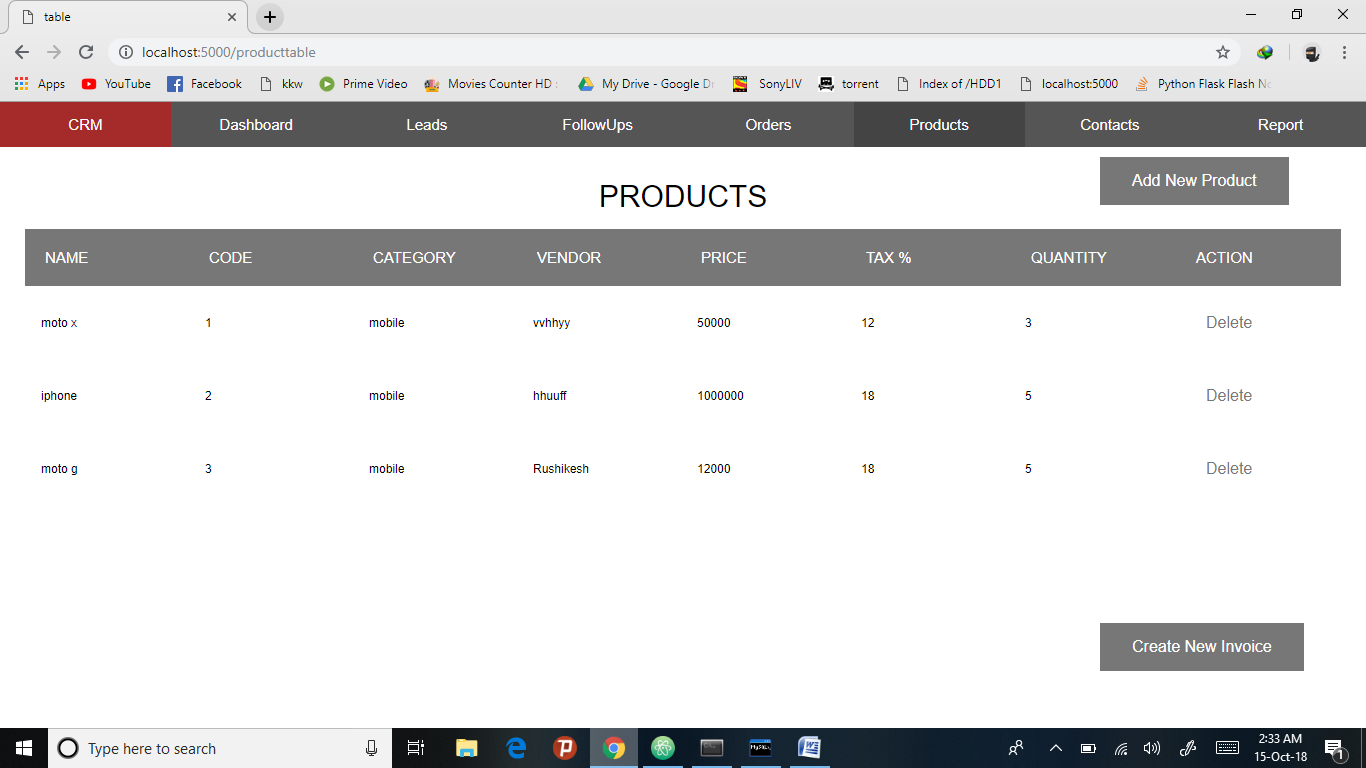 table
localhost:5000/producttable
Apps YouTube Facebook kkw Prime Video Movies Counter HD : My Drive - Google Dr SonyLIV torrent Index of /HDD1 localhost:5000 Python Flask Flash No
CRM Dashboard Leads FollowUps Orders Products Contacts Report
Add New Product
PRODUCTS
NAME CODE CATEGORY VENDOR PRICE TAX % QUANTITY ACTION
moto x 1 mobile vvhhyy 50000 12 3 Delete
iphone 2 mobile hhuuff 1000000 18 5 Delete
moto g 3 mobile Rushikesh 12000 18 5 Delete
Create New Invoice
Type here to search
MySQL
2:33 AM
15-Oct-18
1